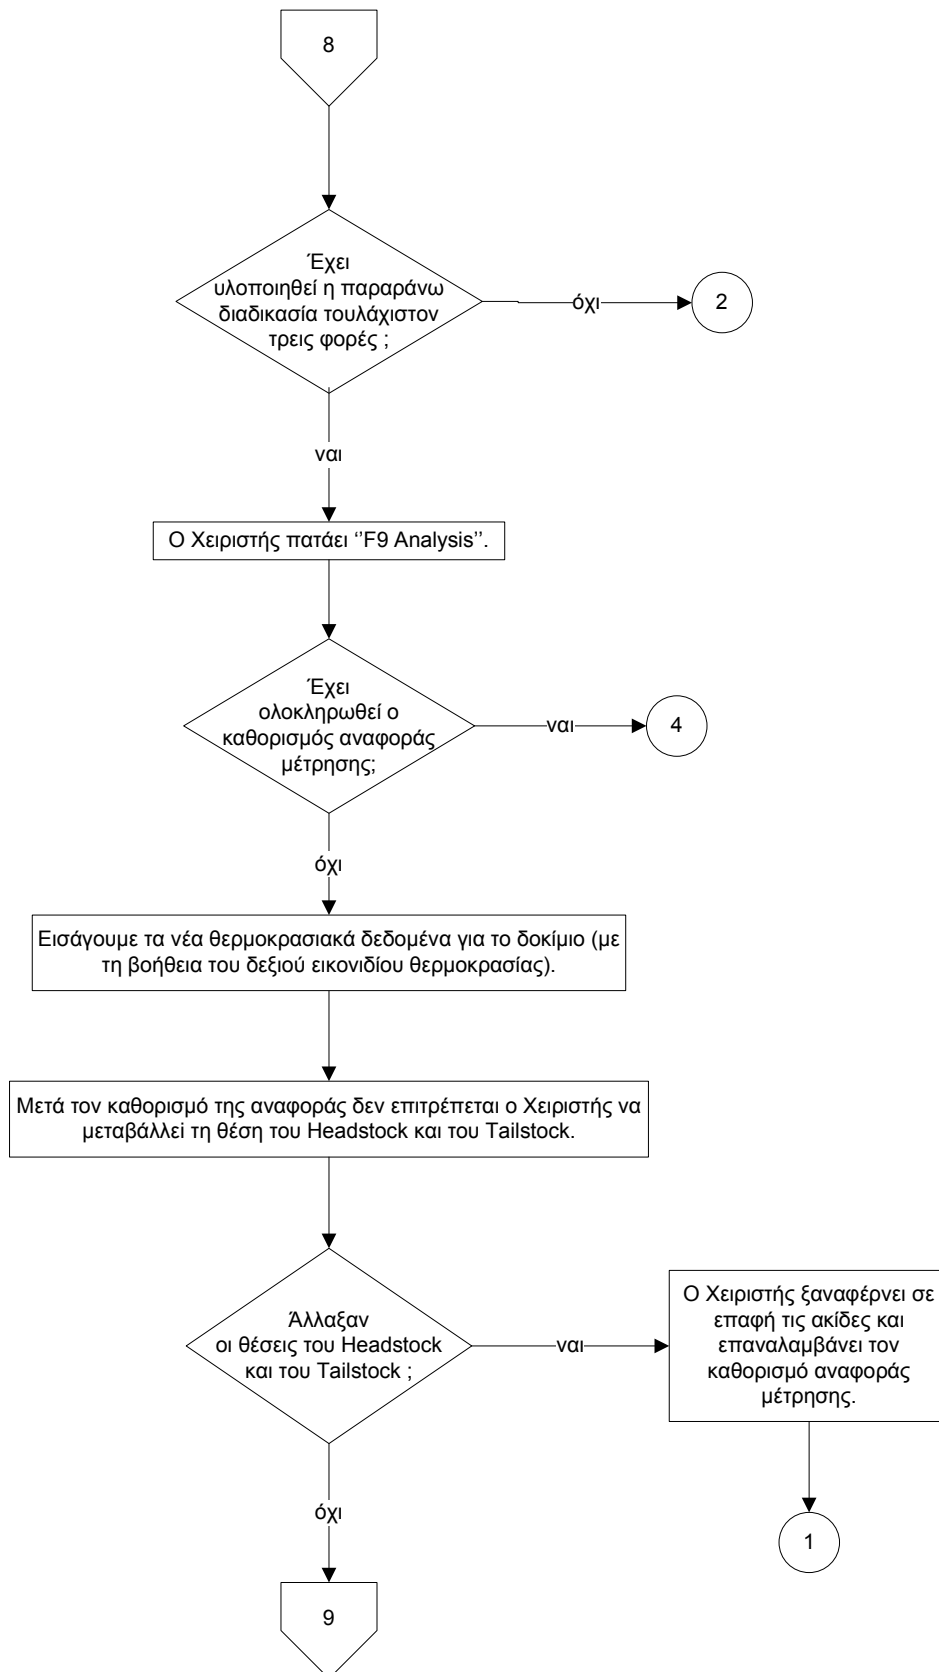 8
Έχει
υλοποιηθεί η παραράνω
διαδικασία τουλάχιστον
τρεις φορές ;
όχι
2
ναι
Ο Χειριστής πατάει ‘’F9 Analysis’’.
Έχει
ολοκληρωθεί ο
καθορισμός αναφοράς
μέτρησης;
ναι
4
όχι
Εισάγουμε τα νέα θερμοκρασιακά δεδομένα για το δοκίμιο (με
τη βοήθεια του δεξιού εικονιδίου θερμοκρασίας).
Μετά τον καθορισμό της αναφοράς δεν επιτρέπεται ο Χειριστής να
μεταβάλλεί τη θέση του Headstock και του Tailstock.
Άλλαξαν
οι θέσεις του Headstock
και του Tailstock ;
ναι
Ο Χειριστής ξαναφέρνει σε
επαφή τις ακίδες και
επαναλαμβάνει τον
καθορισμό αναφοράς
μέτρησης.
όχι
1
9